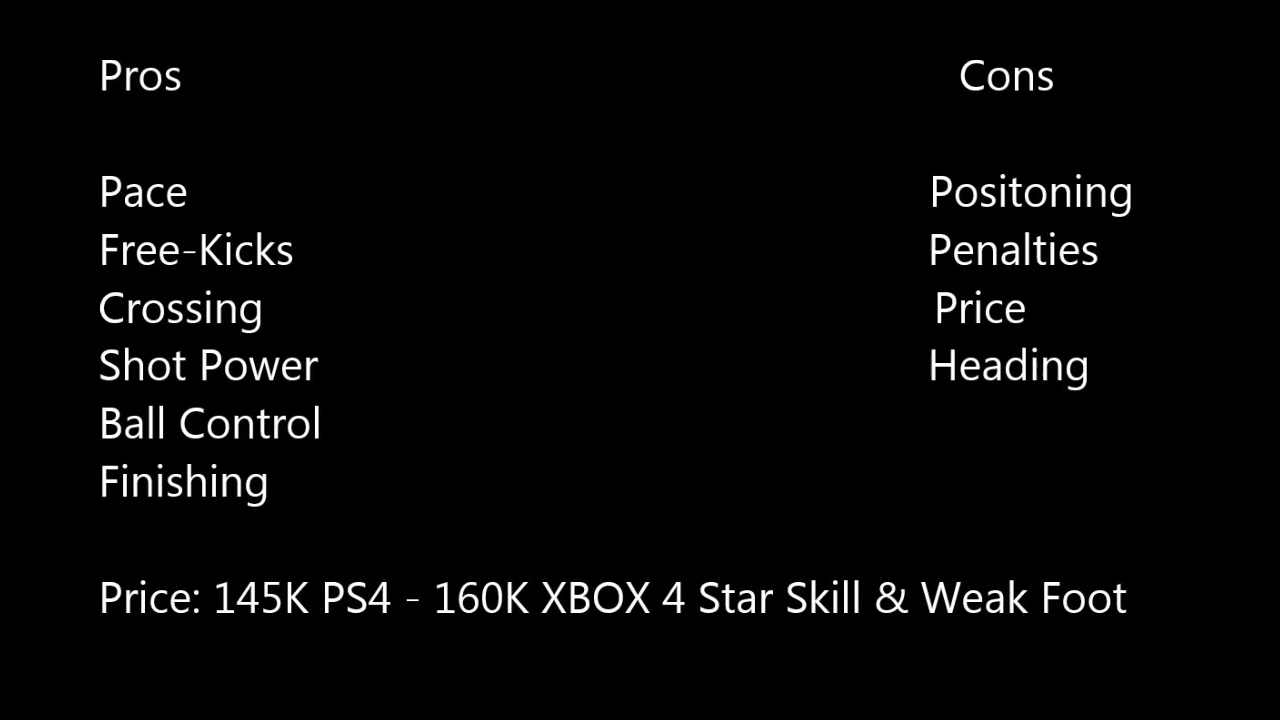 Pros Cons
Pace Positoning
Free-Kicks Penalties
Crossing Price
Shot Power Heading
Ball Control
Finishing
Price: 145K PS4 - 160K XBOX 4 Star Skill & Weak Foot